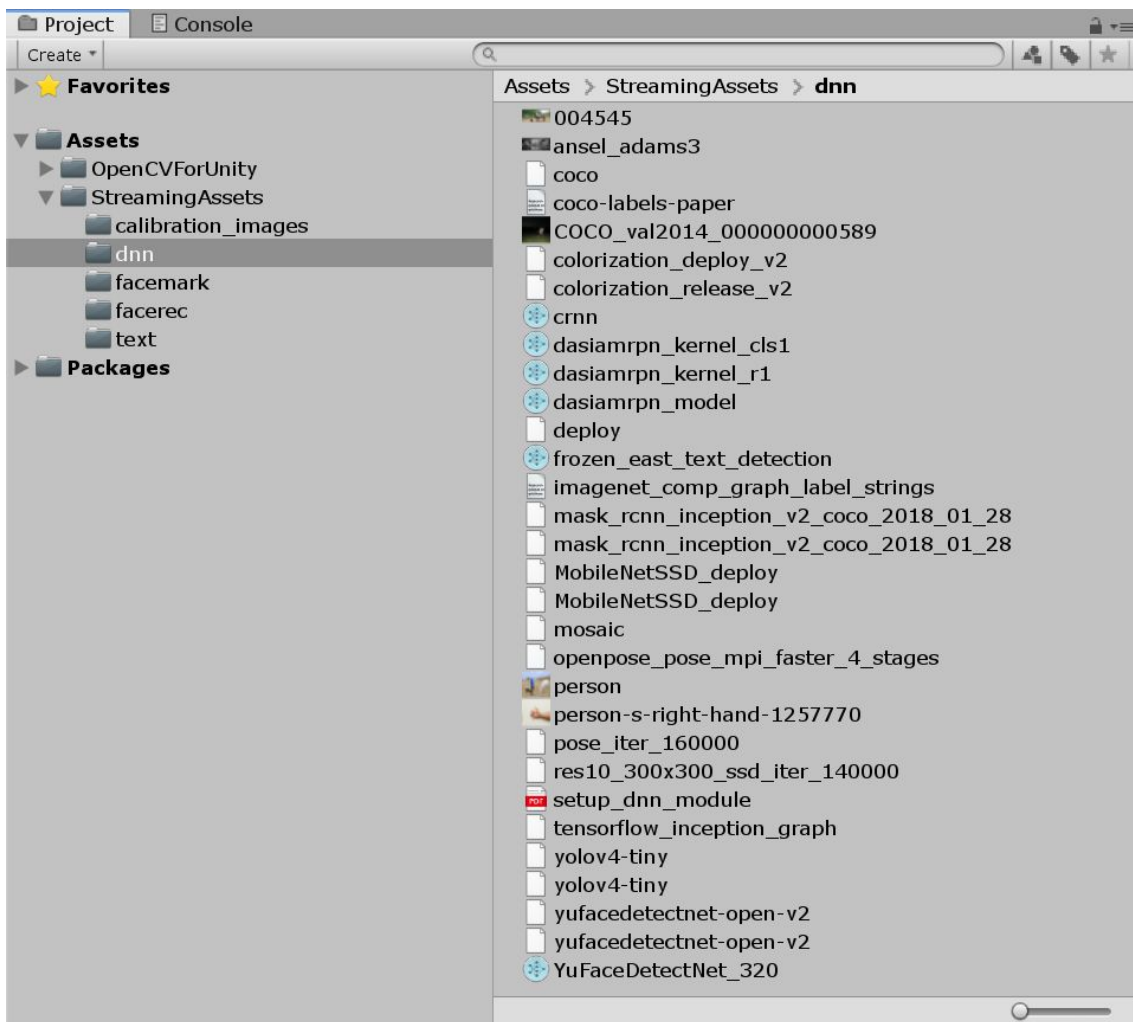 Project Console
Create
Favorites
Assets
OpenCVForUnity
StreamingAssets
calibration_images
dnn
facemark
facerec
text
Packages
Assets > StreamingAssets > dnn
004545
ansel_adams3
coco
coco-labels-paper
COCO_val2014_000000000589
colorization_deploy_v2
colorization_release_v2
crnn
dasiamrpn_kernel_cls1
dasiamrpn_kernel_r1
dasiamrpn_model
deploy
frozen_east_text_detection
imagenet_comp_graph_label_strings
mask_rcnn_inception_v2_coco_2018_01_28
mask_rcnn_inception_v2_coco_2018_01_28
MobileNetSSD_deploy
MobileNetSSD_deploy
mosaic
openpose_pose_mpi_faster_4_stages
person
person-s-right-hand-1257770
pose_iter_160000
res10_300x300_ssd_iter_140000
PDF setup_dnn_module
tensorflow_inception_graph
yolov4-tiny
yolov4-tiny
yufacedetectnet-open-v2
yufacedetectnet-open-v2
YuFaceDetectNet_320